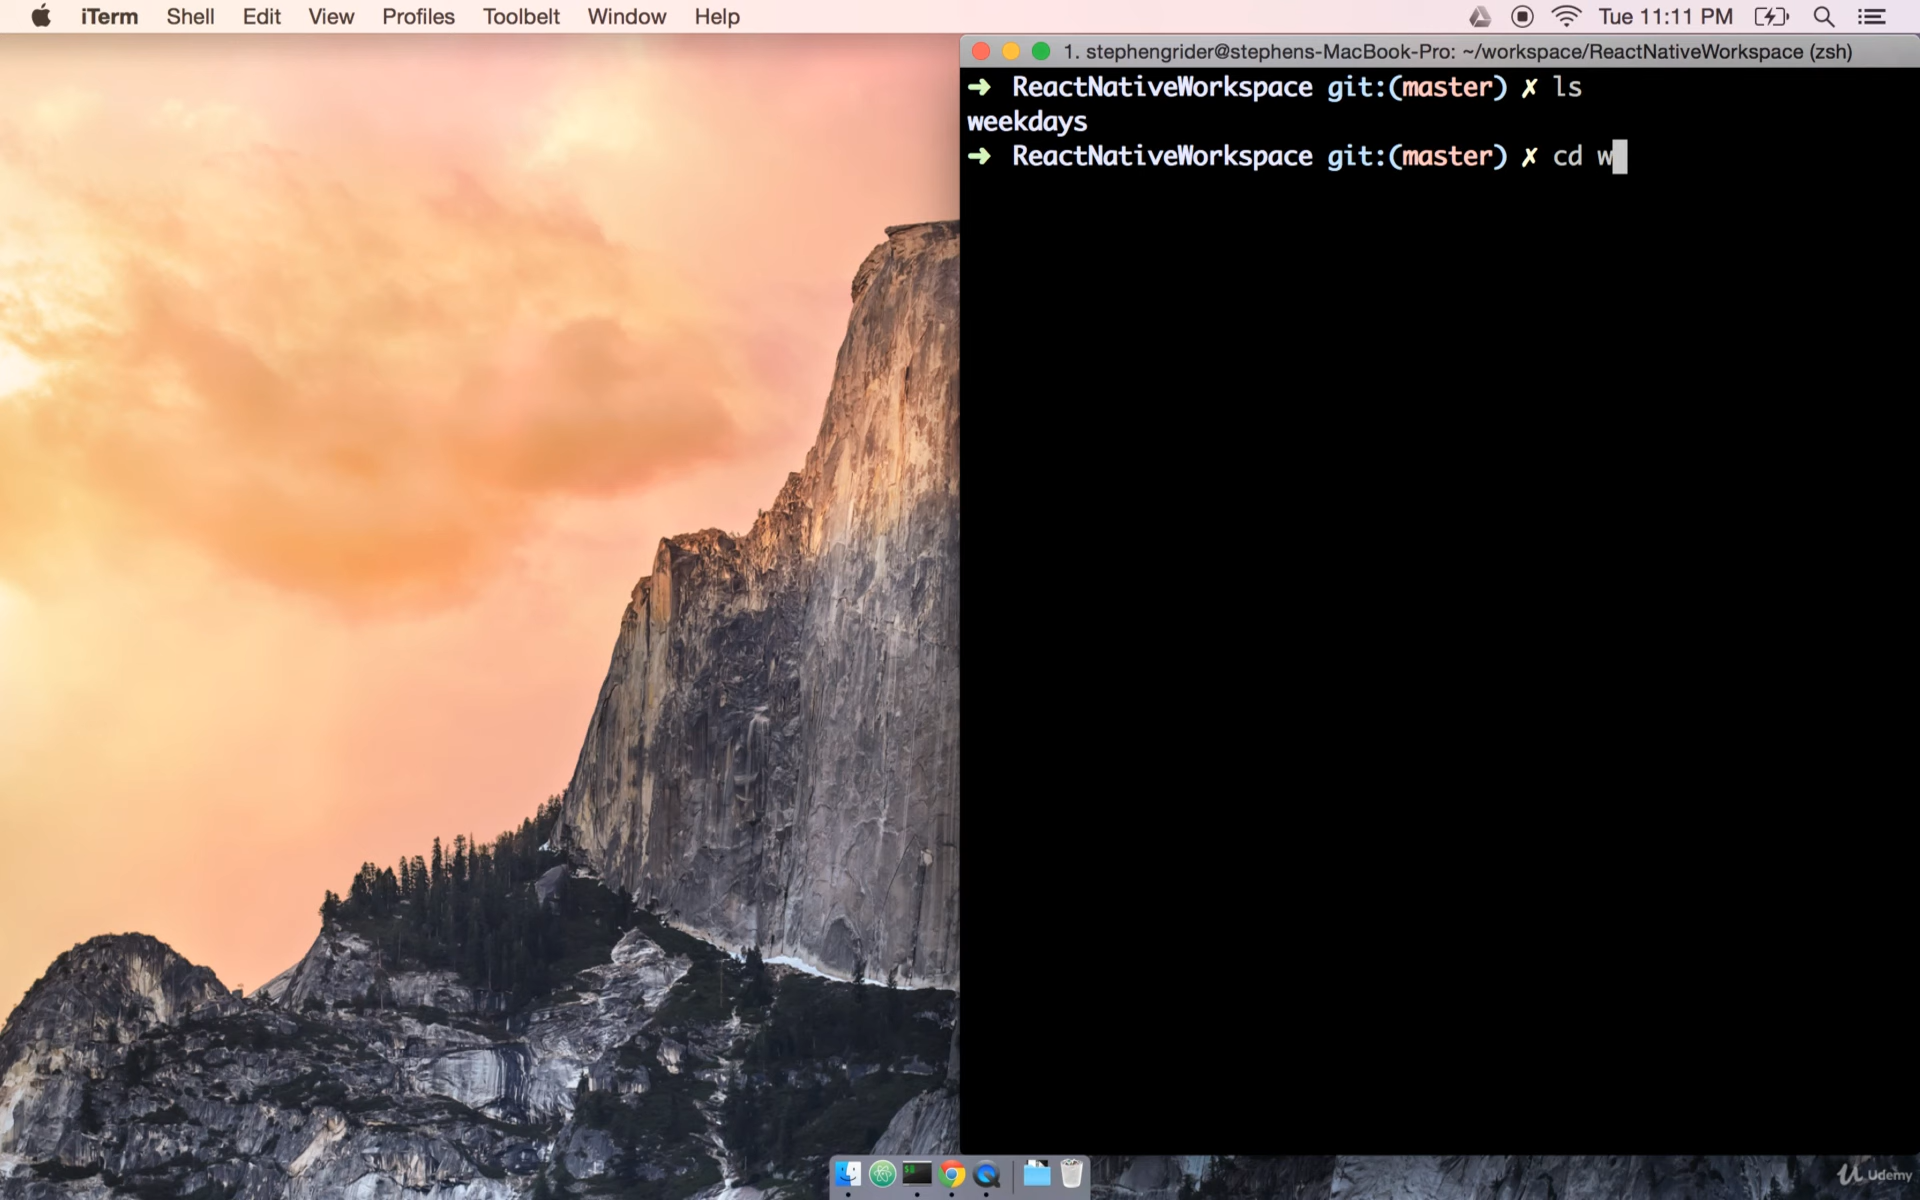 iTerm Shell Edit View Profiles Toolbelt Window Help Tue 11:11 PM
1. stephengrider@stephens-MacBook-Pro: ~/workspace/ReactNativeWorkspace (zsh)
➜ ReactNativeWorkspace git:(master) ✗ ls
weekdays
➜ ReactNativeWorkspace git:(master) ✗ cd w
Udemy